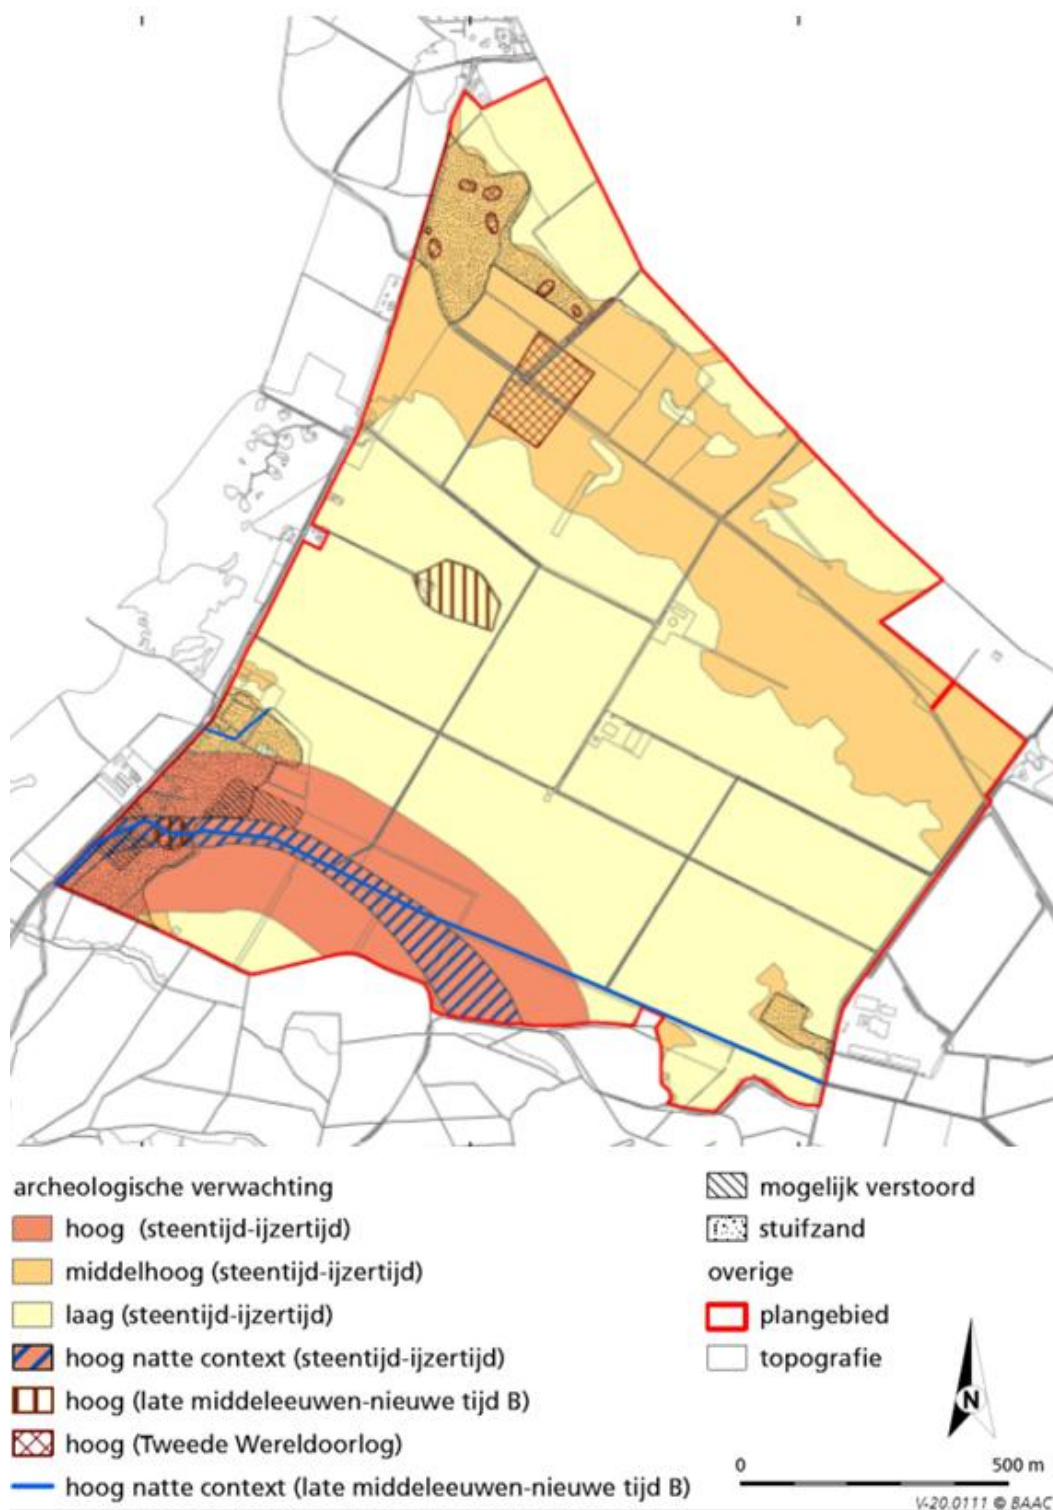 archeologische verwachting
hoog (steentijd-ijzertijd)
middelhoog (steentijd-ijzertijd)
laag (steentijd-ijzertijd)
hoog natte context (steentijd-ijzertijd)
hoog (late middeleeuwen-nieuwe tijd B)
hoog (Tweede Wereldoorlog)
hoog natte context (late middeleeuwen-nieuwe tijd B)
mogelijk verstoord
stuifzand
overige
plangebied
topografie
N
0 500 m
V-20.0111 © BAAC